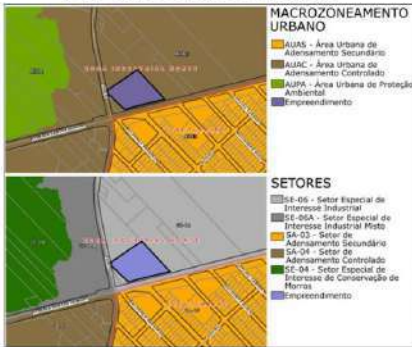 MACROZONEAMENTO
URBANO
AUAS - Área Urbana de
Adensamento Secundário
AUAC - Área Urbana de
Adensamento Controlado
AUPA - Área Urbana de Proteção
Ambiental
Empreendimento
ZONA INDUSTRIAL NORTE
SETORES
SE-06 - Setor Especial de
Interesse Industrial
SE-06A - Setor Especial de
Interesse Industrial Misto
SA-03 - Setor de
Adensamento Secundário
SA-04 - Setor de
Adensamento Controlado
SE-04 - Setor Especial de
Interesse de Conservação de
Morros
Empreendimento